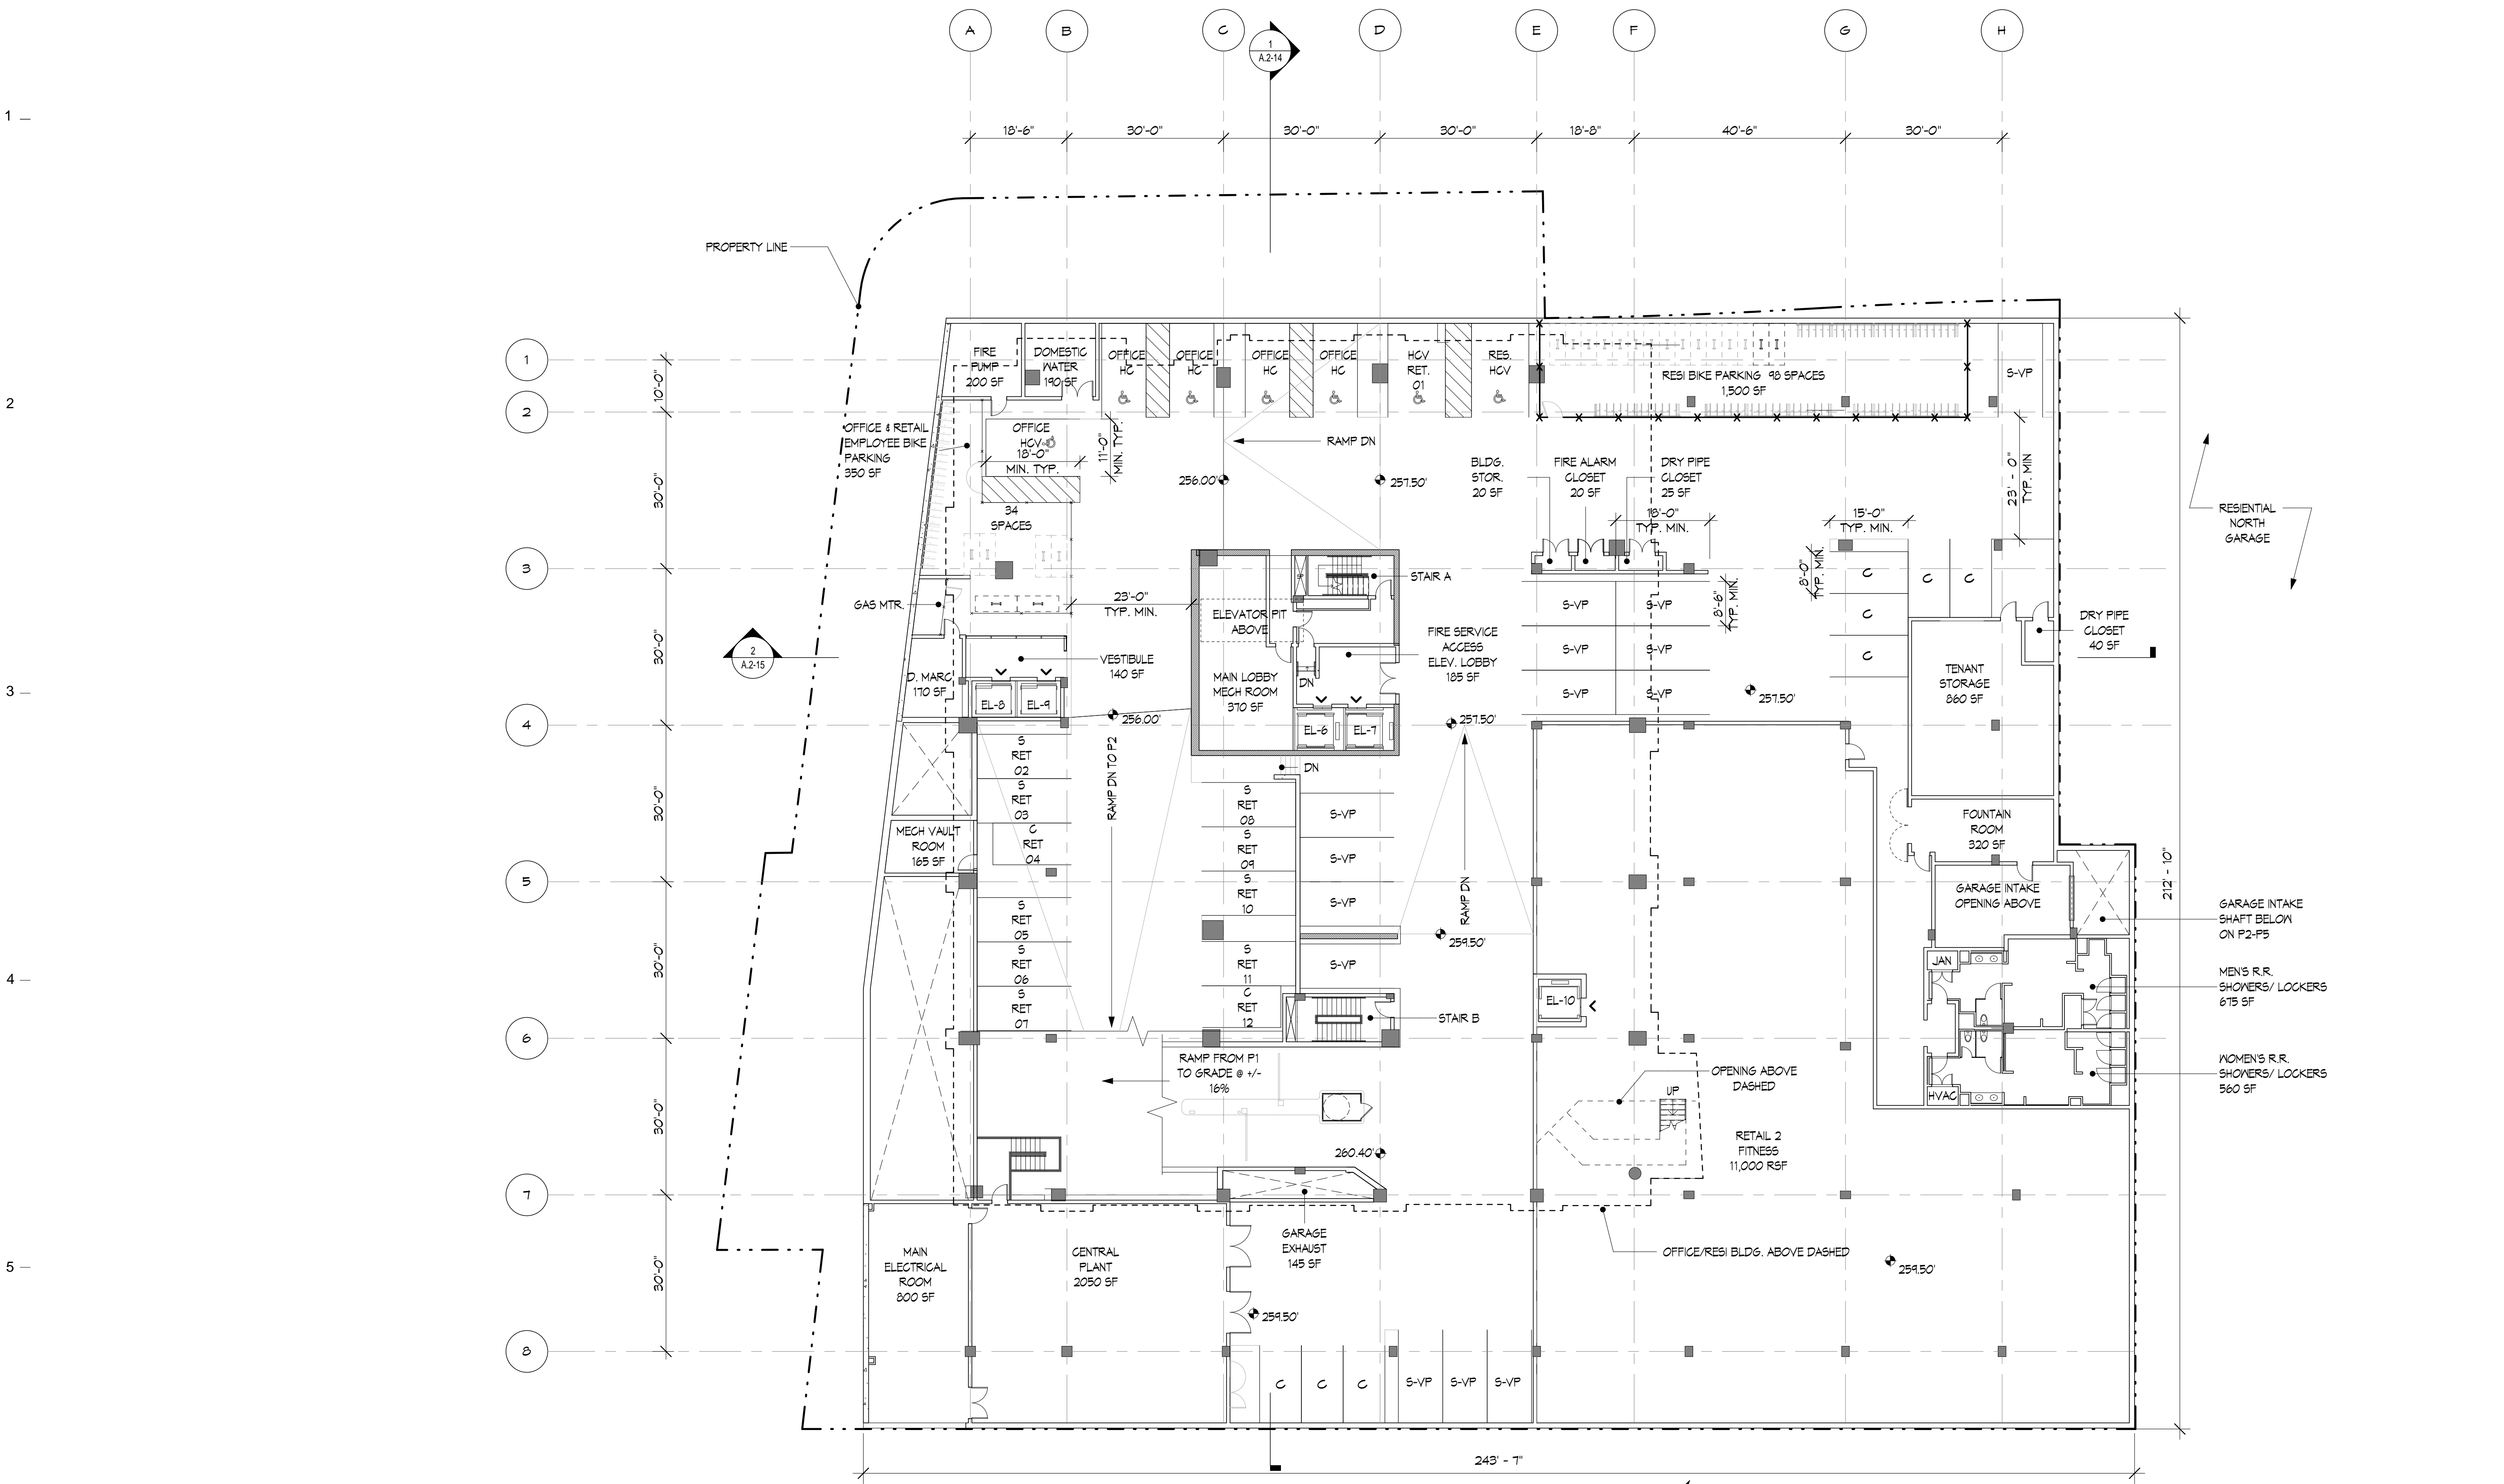 A
B
C
D
E
F
G
H
1
A.2-14
1
2
3
4
5
18'-6"
30'-0"
30'-0"
30'-0"
18'-8"
40'-6"
30'-0"
PROPERTY LINE
1
2
3
4
5
6
7
8
10'-0"
30'-0"
30'-0"
30'-0"
30'-0"
30'-0"
30'-0"
FIRE
PUMP
200 SF
DOMESTIC
WATER
190 SF
OFFICE
HC
OFFICE
HC
OFFICE
HC
OFFICE
HC
HCV
RET.
01
RES.
HCV
RESI BIKE PARKING 98 SPACES
1,500 SF
S-VP
OFFICE & RETAIL
EMPLOYEE BIKE
PARKING
350 SF
OFFICE
HCV
18'-0"
MIN. TYP.
11'-0"
MIN. TYP.
34
SPACES
RAMP DN
256.00'
257.50'
BLDG.
STOR.
20 SF
FIRE ALARM
CLOSET
20 SF
DRY PIPE
CLOSET
25 SF
18'-0"
TYP. MIN.
15'-0"
TYP. MIN.
23' - 0"
TYP. MIN
RESIENTIAL
NORTH
GARAGE
GAS MTR.
23'-0"
TYP. MIN.
STAIR A
ELEVATOR PIT
ABOVE
FIRE SERVICE
ACCESS
ELEV. LOBBY
185 SF
UP
DN
S-VP
S-VP
S-VP
S-VP
S-VP
S-VP
8'-6"
TYP. MIN.
8'-0"
TYP. MIN.
C
C
C
C
C
DRY PIPE
CLOSET
40 SF
2
A.2-15
VESTIBULE
140 SF
D. MARC
170 SF
EL-8
EL-9
MAIN LOBBY
MECH ROOM
370 SF
EL-6
EL-7
256.00'
257.50'
257.50'
TENANT
STORAGE
860 SF
S
RET
02
S
RET
03
C
RET
04
S
RET
05
S
RET
06
S
RET
07
RAMP DN TO P2
DN
S
RET
08
S
RET
09
S
RET
10
S
RET
11
C
RET
12
S-VP
S-VP
S-VP
S-VP
RAMP DN
259.50'
MECH VAULT
ROOM
165 SF
FOUNTAIN
ROOM
320 SF
GARAGE INTAKE
OPENING ABOVE
212' - 10"
GARAGE INTAKE
SHAFT BELOW
ON P2-P5
JAN
MEN'S R.R.
SHOWERS/ LOCKERS
675 SF
EL-10
STAIR B
WOMEN'S R.R.
SHOWERS/ LOCKERS
560 SF
HVAC
RAMP FROM P1
TO GRADE @ +/-
16%
OPENING ABOVE
DASHED
UP
RETAIL 2
FITNESS
11,000 RSF
260.40'
GARAGE
EXHAUST
145 SF
OFFICE/RESI BLDG. ABOVE DASHED
259.50'
MAIN
ELECTRICAL
ROOM
800 SF
CENTRAL
PLANT
2050 SF
259.50'
C
C
C
S-VP
S-VP
S-VP
243' - 7"